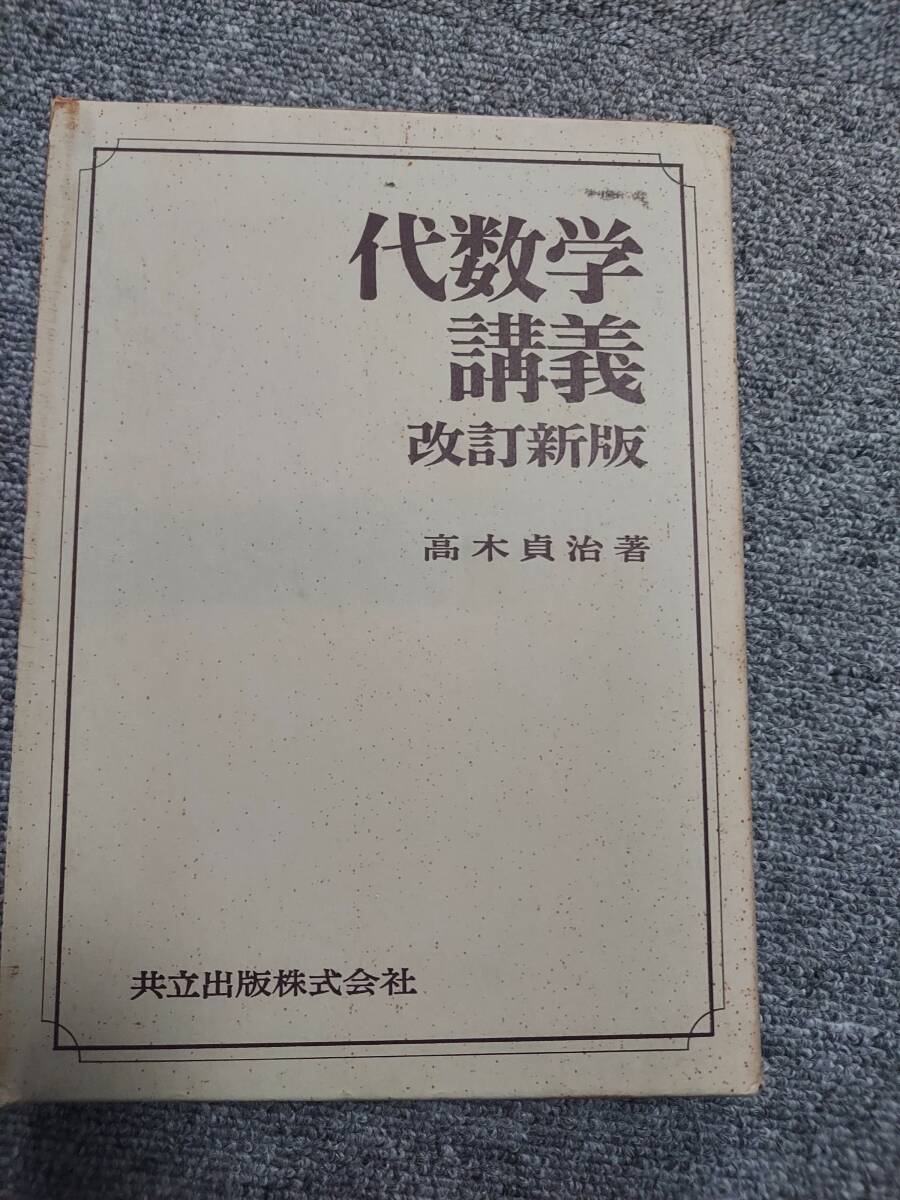 代数学
講義
改訂新版
高木貞治著
共立出版株式会社